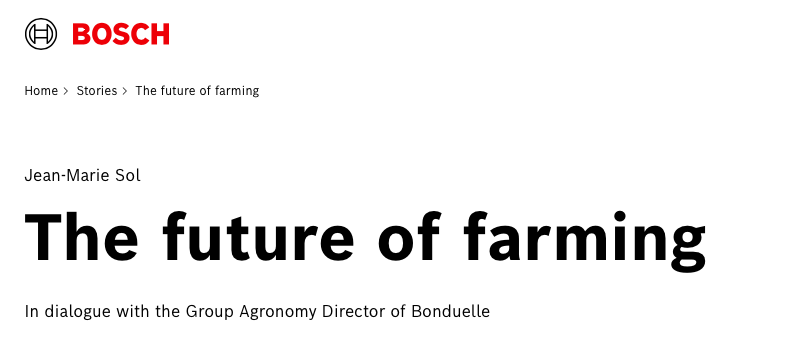 BOSCH
Home > Stories > The future of farming
Jean-Marie Sol
The future of farming
In dialogue with the Group Agronomy Director of Bonduelle